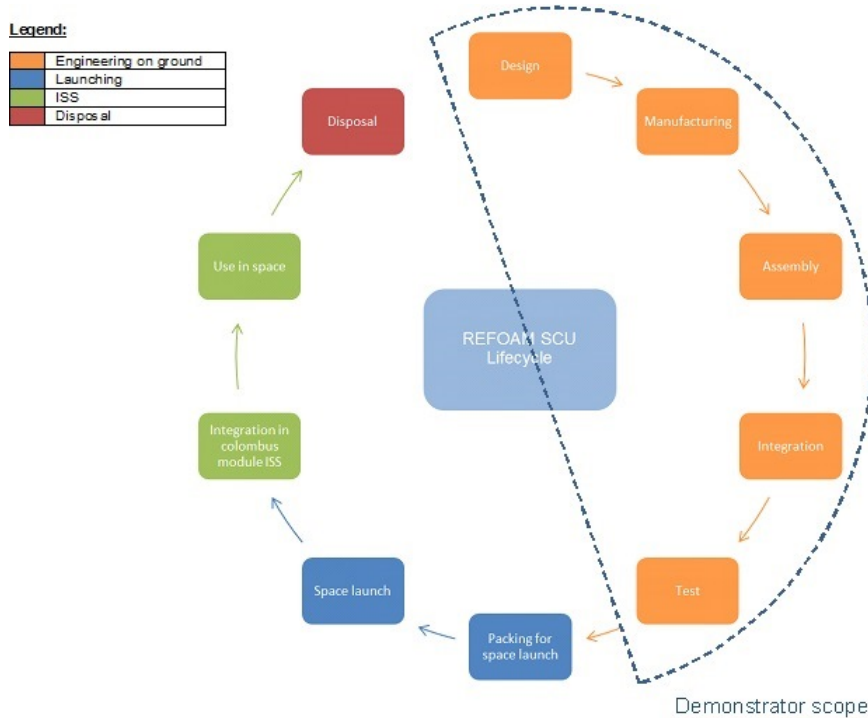 Legend:
Engineering on ground
Launching
ISS
Disposal
Design
Manufacturing
Assembly
Integration
Test
Packing for
space launch
Space launch
Integration in
colombus
module ISS
Use in space
Disposal
REFOAM SCU
Lifecycle
Demonstrator scope